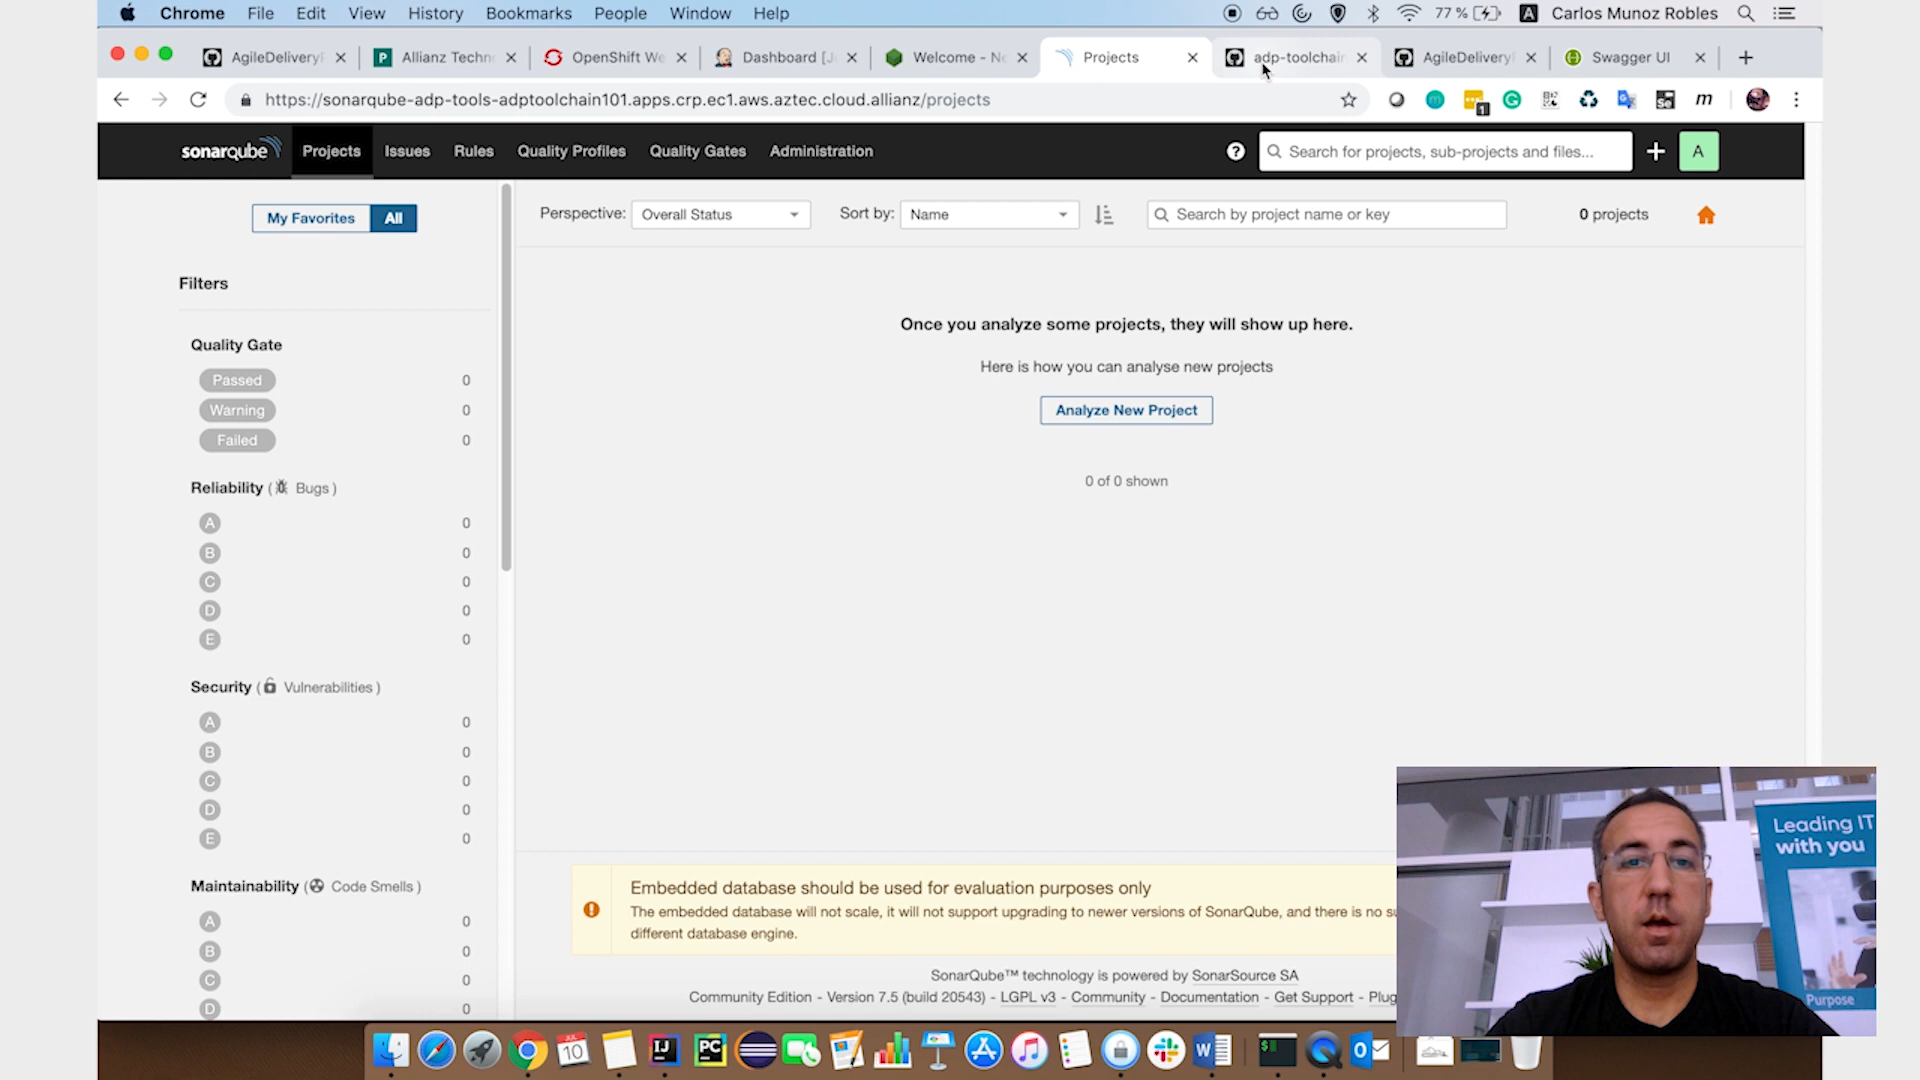 Chrome File Edit View History Bookmarks People Window Help 77 % A Carlos Munoz Robles
AgileDelivery Allianz Techn OpenShift We Dashboard [J Welcome - Ne Projects adp-toolchain AgileDelivery Swagger UI
https://sonarqube-adp-tools-adptoolchain101.apps.crp.ec1.aws.aztec.cloud.allianz/projects
sonarqube Projects Issues Rules Quality Profiles Quality Gates Administration Search for projects, sub-projects and files... A
My Favorites All
Perspective: Overall Status Sort by: Name Search by project name or key 0 projects
Filters
Once you analyze some projects, they will show up here.
Here is how you can analyse new projects
Analyze New Project
0 of 0 shown
Quality Gate
Passed 0
Warning 0
Failed 0
Reliability ( Bugs )
A 0
B 0
C 0
D 0
E 0
Security ( Vulnerabilities )
A 0
B 0
C 0
D 0
E 0
Maintainability ( Code Smells )
A 0
B 0
C 0
D 0
Embedded database should be used for evaluation purposes only
The embedded database will not scale, it will not support upgrading to newer versions of SonarQube, and there is no
different database engine.
SonarQube™ technology is powered by SonarSource SA
Community Edition - Version 7.5 (build 20543) - LGPL v3 - Community - Documentation - Get Support - Plug
Leading IT
with you
Purpose
JUL
10
IJ
PC
W
$